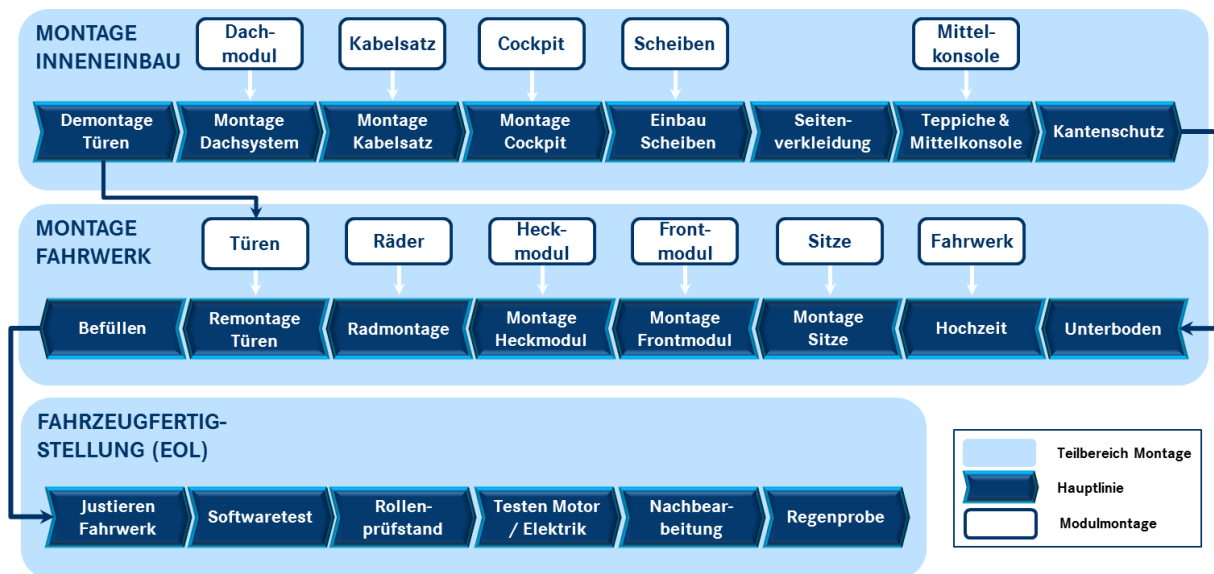 MONTAGE
INNENEINBAU
Dach-
modul
Kabelsatz
Cockpit
Scheiben
Mittel-
konsole
Demontage
Türen
Montage
Dachsystem
Montage
Kabelsatz
Montage
Cockpit
Einbau
Scheiben
Seiten-
verkleidung
Teppiche &
Mittelkonsole
Kantenschutz
MONTAGE
FAHRWERK
Türen
Räder
Heck-
modul
Front-
modul
Sitze
Fahrwerk
Befüllen
Remontage
Türen
Radmontage
Montage
Heckmodul
Montage
Frontmodul
Montage
Sitze
Hochzeit
Unterboden
FAHRZEUGFERTIG-
STELLUNG (EOL)
Justieren
Fahrwerk
Softwaretest
Rollen-
prüfstand
Testen Motor
/ Elektrik
Nachbear-
beitung
Regenprobe
Teilbereich Montage
Hauptlinie
Modulmontage